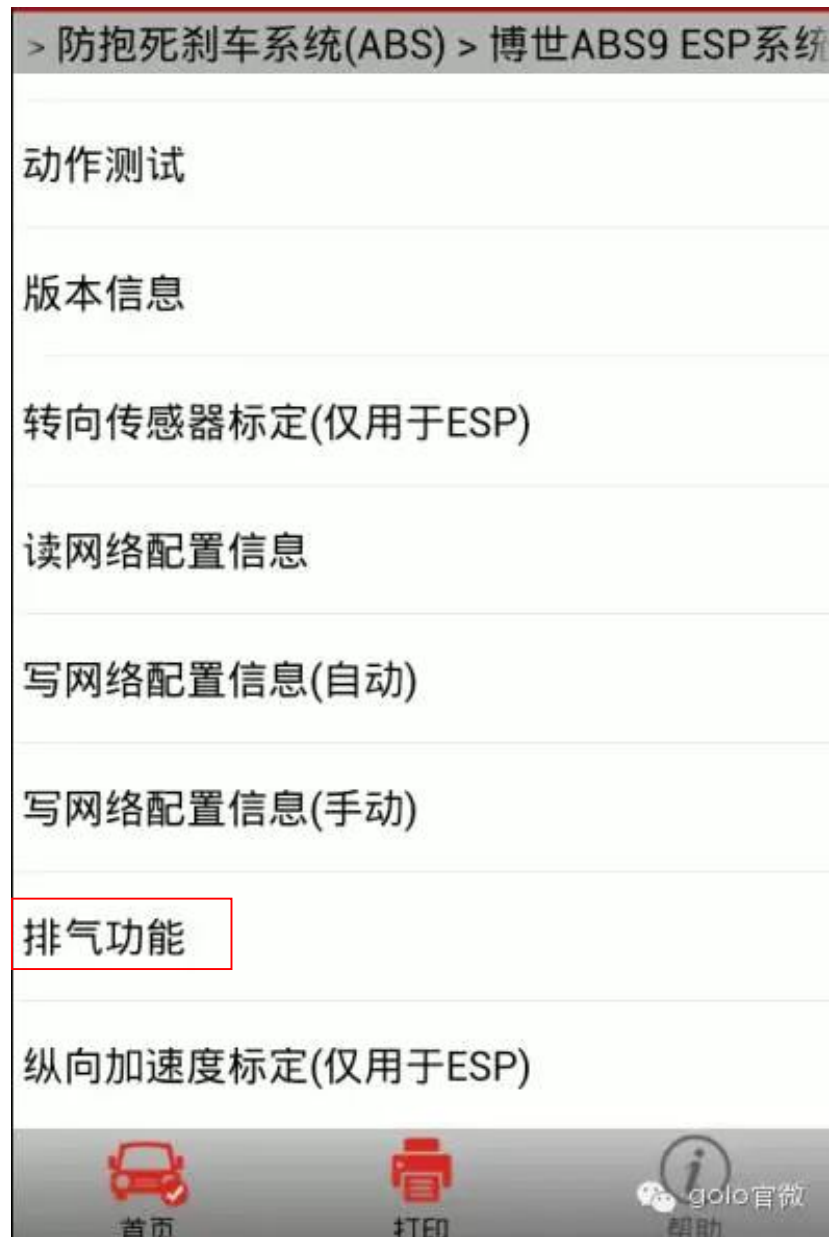 > 防抱死刹车系统(ABS) > 博世ABS9 ESP系统
动作测试
版本信息
转向传感器标定(仅用于ESP)
读网络配置信息
写网络配置信息(自动)
写网络配置信息(手动)
排气功能
纵向加速度标定(仅用于ESP)
golo官微
首页 打印 帮助